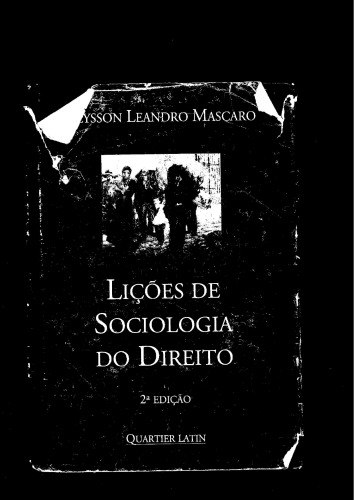 YSSON LEANDRO MASCARO
LIÇÕES DE
SOCIOLOGIA
DO DIREITO
2ª EDIÇÃO
QUARTIER LATIN